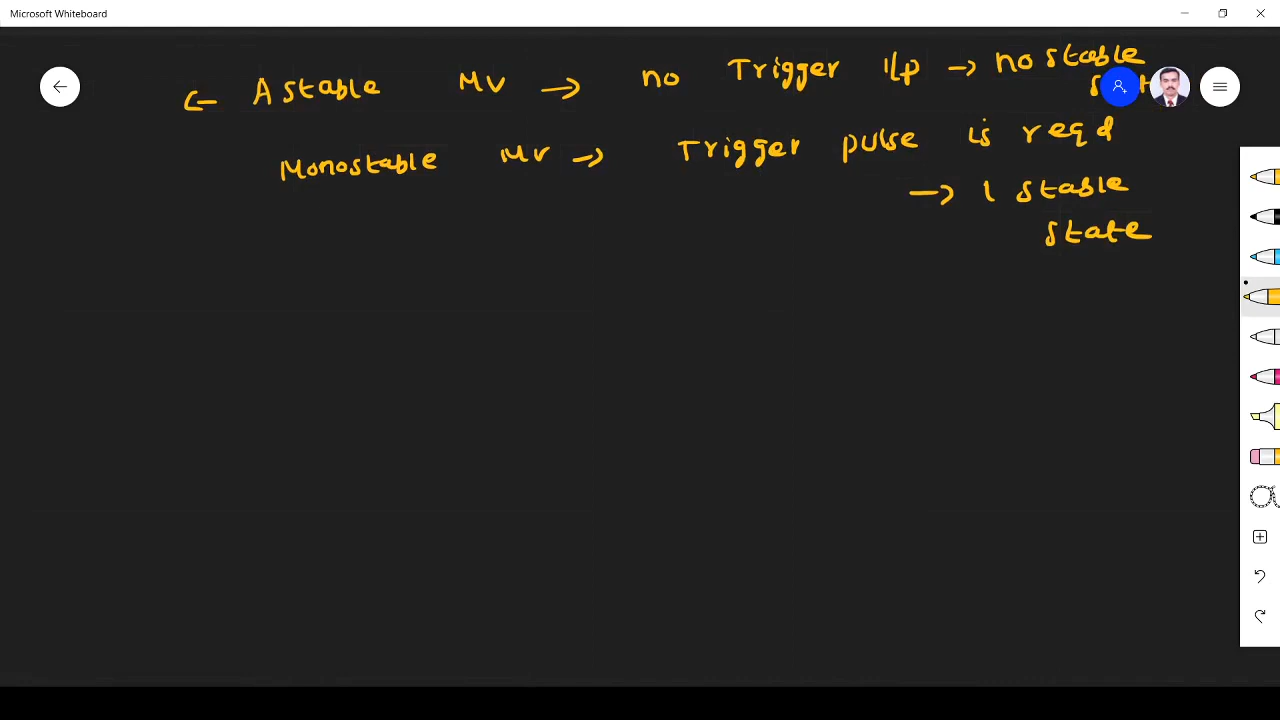 Microsoft Whiteboard
← Astable MV → no Trigger i/p → no stable
Monostable MV → Trigger pulse is reqd
→ 1 stable
state